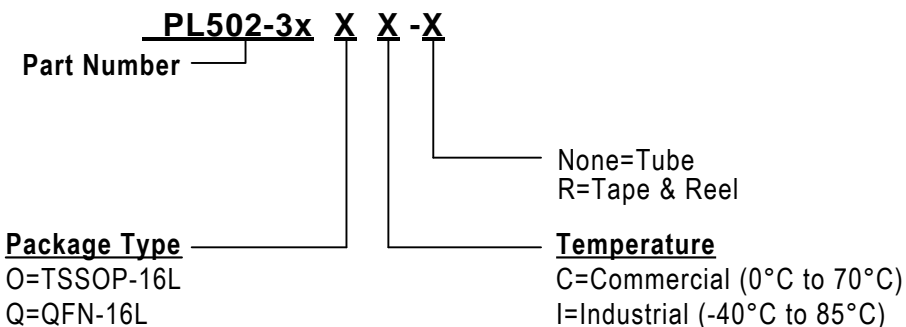 PL502-3x X X -X
Part Number
None=Tube
R=Tape & Reel
Package Type
O=TSSOP-16L
Q=QFN-16L
Temperature
C=Commercial (0°C to 70°C)
I=Industrial (-40°C to 85°C)